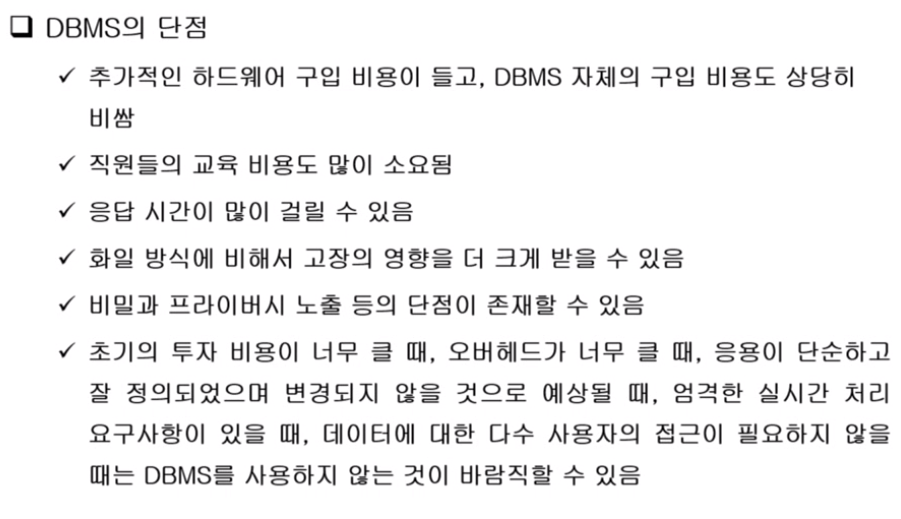 ❑ DBMS의 단점
✓ 추가적인 하드웨어 구입 비용이 들고, DBMS 자체의 구입 비용도 상당히
비쌈
✓ 직원들의 교육 비용도 많이 소요됨
✓ 응답 시간이 많이 걸릴 수 있음
✓ 화일 방식에 비해서 고장의 영향을 더 크게 받을 수 있음
✓ 비밀과 프라이버시 노출 등의 단점이 존재할 수 있음
✓ 초기의 투자 비용이 너무 클 때, 오버헤드가 너무 클 때, 응용이 단순하고
잘 정의되었으며 변경되지 않을 것으로 예상될 때, 엄격한 실시간 처리
요구사항이 있을 때, 데이터에 대한 다수 사용자의 접근이 필요하지 않을
때는 DBMS를 사용하지 않는 것이 바람직할 수 있음